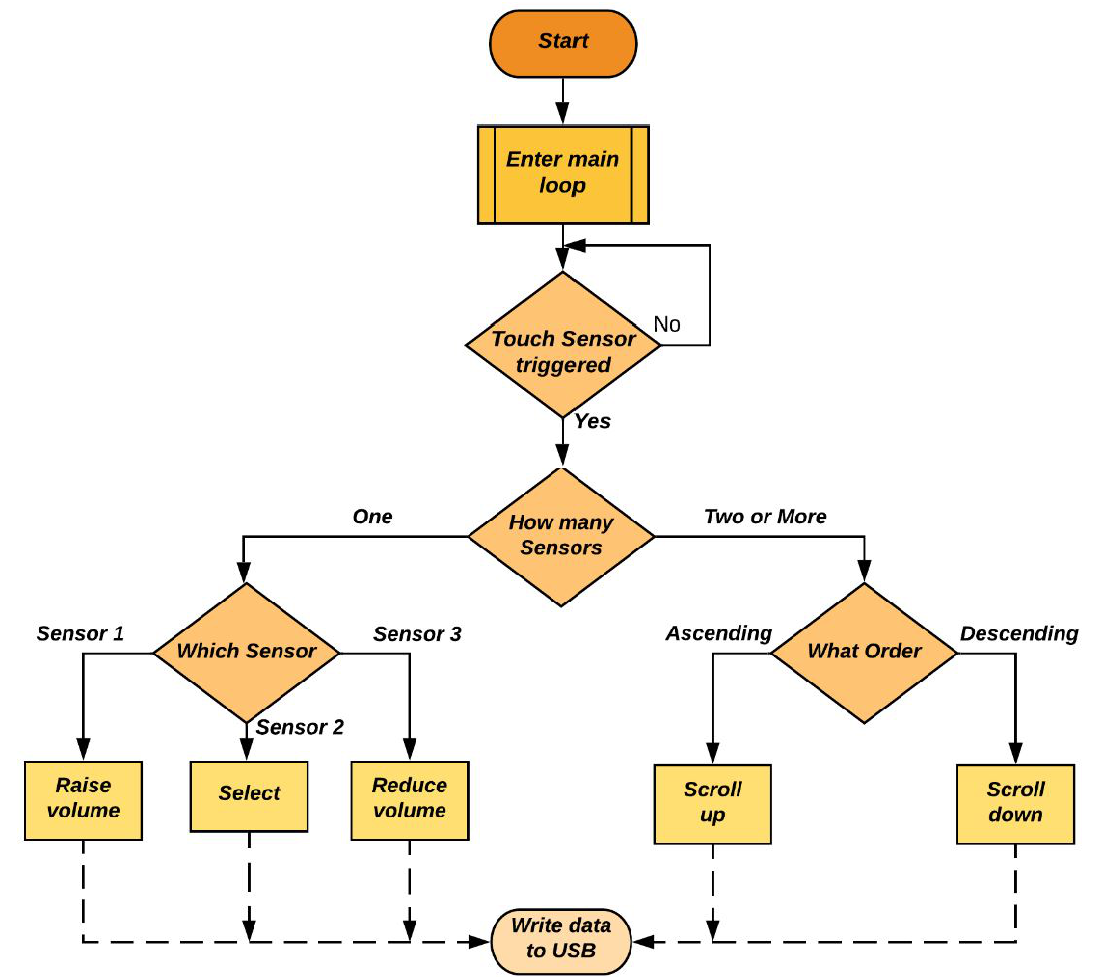 Start
Enter main
loop
No
Touch Sensor
triggered
Yes
One
How many
Sensors
Two or More
Sensor 1
Which Sensor
Sensor 3
Ascending
What Order
Descending
Sensor 2
Raise
volume
Select
Reduce
volume
Scroll
up
Scroll
down
Write data
to USB